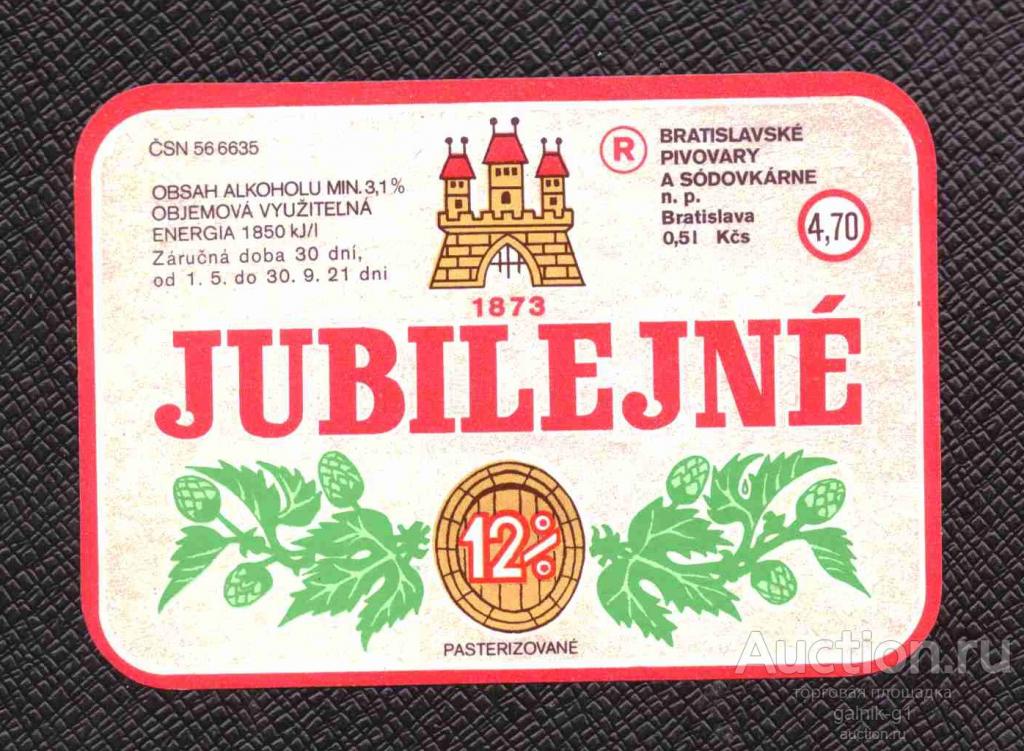 ČSN 56 6635
OBSAH ALKOHOLU MIN. 3,1%
OBJEMOVÁ VYUŽITEĽNÁ
ENERGIA 1850 kJ/l
Záručná doba 30 dní,
od 1. 5. do 30. 9. 21 dni
R
BRATISLAVSKÉ
PIVOVARY
A SÓDOVKÁRNE
n. p.
Bratislava
0,5l Kčs
4,70
1873
JUBILEJNÉ
12%
PASTERIZOVANÉ
Auction.ru
торговая площадка
galnik-g1
auction.ru